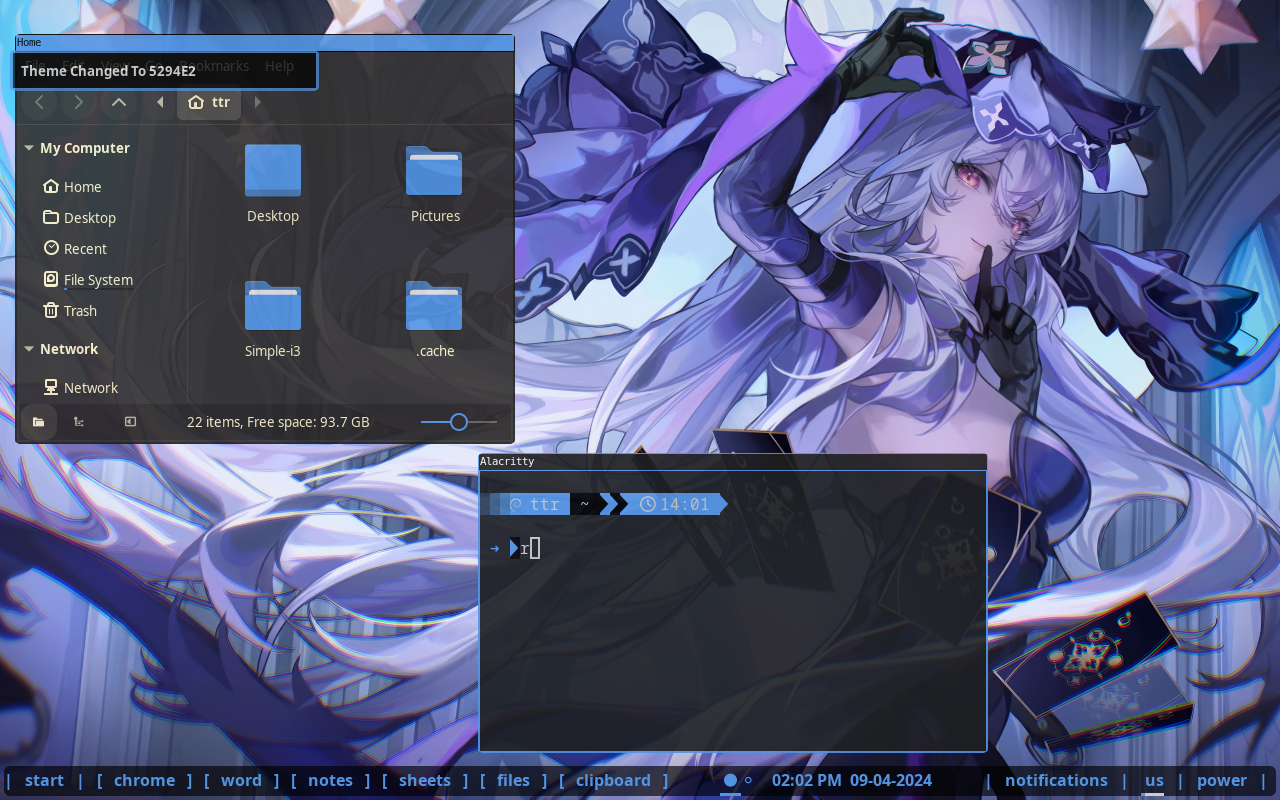 Home
File Edit View Go Bookmarks Help
Theme Changed To 5294E2
ttr
My Computer
Home
Desktop
Recent
File System
Trash
Network
Network
Desktop
Pictures
Simple-i3
.cache
22 items, Free space: 93.7 GB
Alacritty
ttr ~ 14:01
➜ r
| start | [ chrome ] [ word ] [ notes ] [ sheets ] [ files ] [ clipboard ] 02:02 PM 09-04-2024 | notifications | us | power |